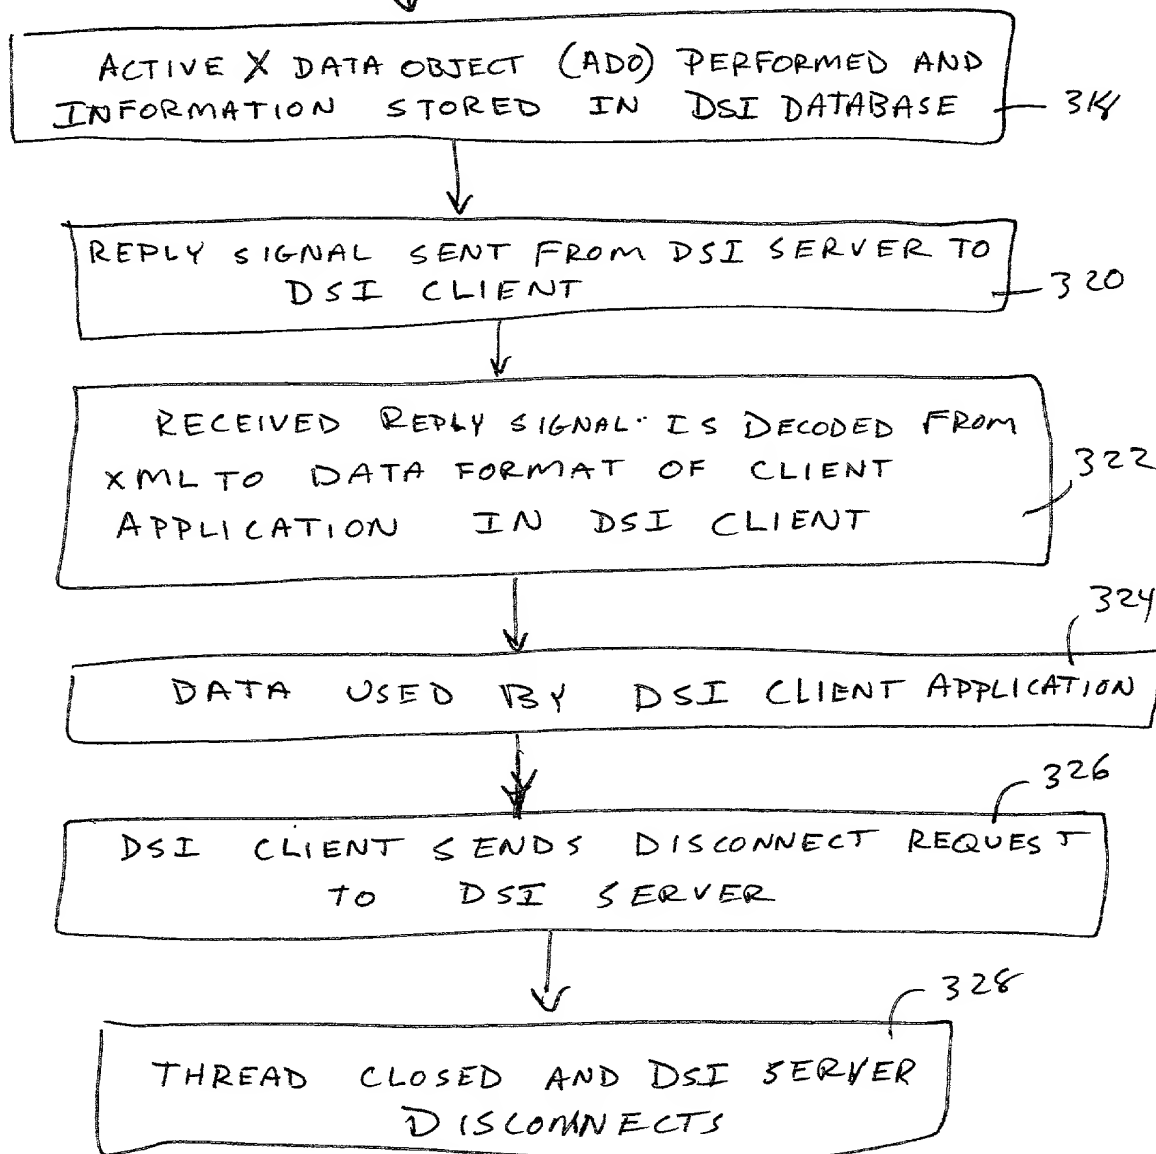 ACTIVE X DATA OBJECT (ADO) PERFORMED AND
INFORMATION STORED IN DSI DATABASE
REPLY SIGNAL SENT FROM DSI SERVER TO
DSI CLIENT
320
RECEIVED REPLY SIGNAL IS DECODED FROM
XML TO DATA FORMAT OF CLIENT
APPLICATION IN DSI CLIENT
322
324
DATA USED BY DSI CLIENT APPLICATION
326
DSI CLIENT SENDS DISCONNECT REQUEST
TO DSI SERVER
328
THREAD CLOSED AND DSI SERVER
DISCONNECTS